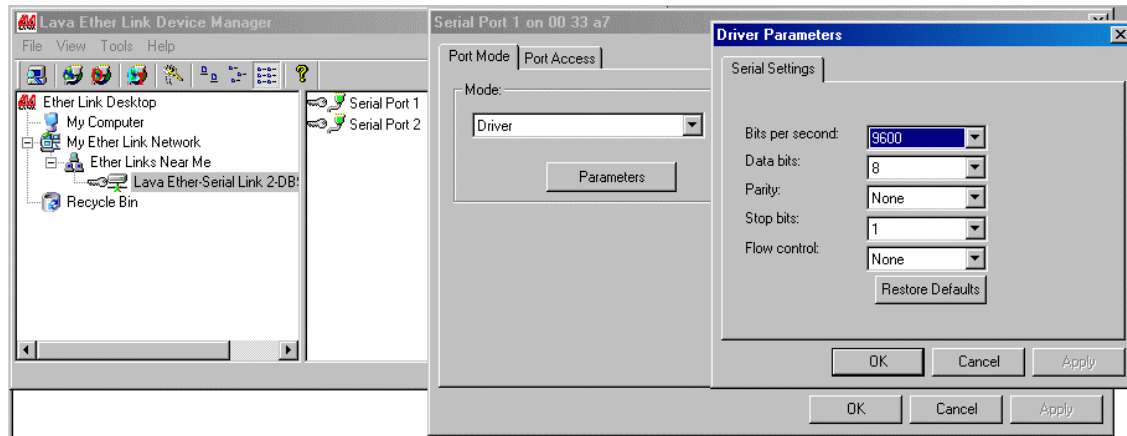 Lava Ether Link Device Manager
File View Tools Help
Ether Link Desktop
My Computer
My Ether Link Network
Ether Links Near Me
Lava Ether-Serial Link 2-DB
Recycle Bin
Serial Port 1
Serial Port 2
Serial Port 1 on 00 33 a7
Port Mode Port Access
Mode:
Driver
Parameters
OK Cancel Apply
Driver Parameters
Serial Settings
Bits per second: 9600
Data bits: 8
Parity: None
Stop bits: 1
Flow control: None
Restore Defaults
OK Cancel Apply